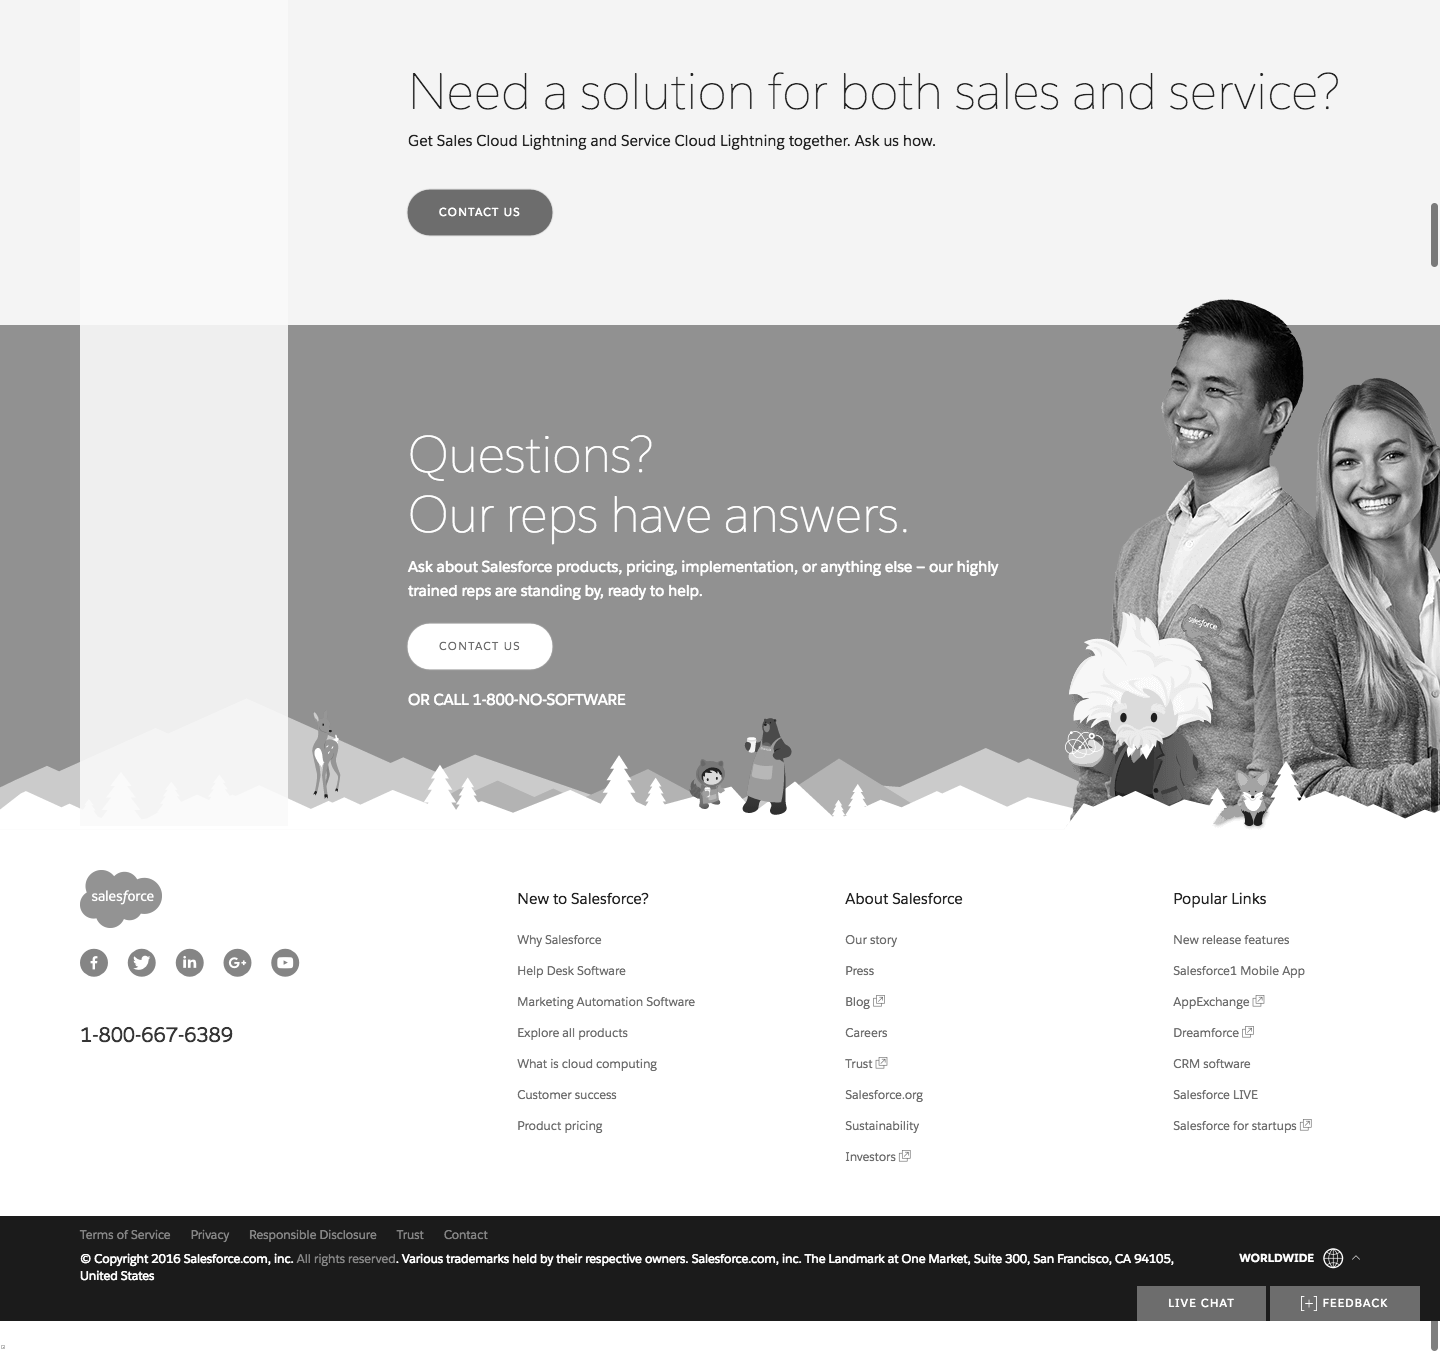 Need a solution for both sales and service?
Get Sales Cloud Lightning and Service Cloud Lightning together. Ask us how.
CONTACT US
Questions?
Our reps have answers.
Ask about Salesforce products, pricing, implementation, or anything else – our highly
trained reps are standing by, ready to help.
CONTACT US
OR CALL 1-800-NO-SOFTWARE
salesforce
salesforce
1-800-667-6389
New to Salesforce?
Why Salesforce
Help Desk Software
Marketing Automation Software
Explore all products
What is cloud computing
Customer success
Product pricing
About Salesforce
Our story
Press
Blog
Careers
Trust
Salesforce.org
Sustainability
Investors
Popular Links
New release features
Salesforce1 Mobile App
AppExchange
Dreamforce
CRM software
Salesforce LIVE
Salesforce for startups
Terms of Service Privacy Responsible Disclosure Trust Contact
© Copyright 2016 Salesforce.com, inc. All rights reserved. Various trademarks held by their respective owners. Salesforce.com, inc. The Landmark at One Market, Suite 300, San Francisco, CA 94105,
United States
WORLDWIDE
LIVE CHAT
[+] FEEDBACK